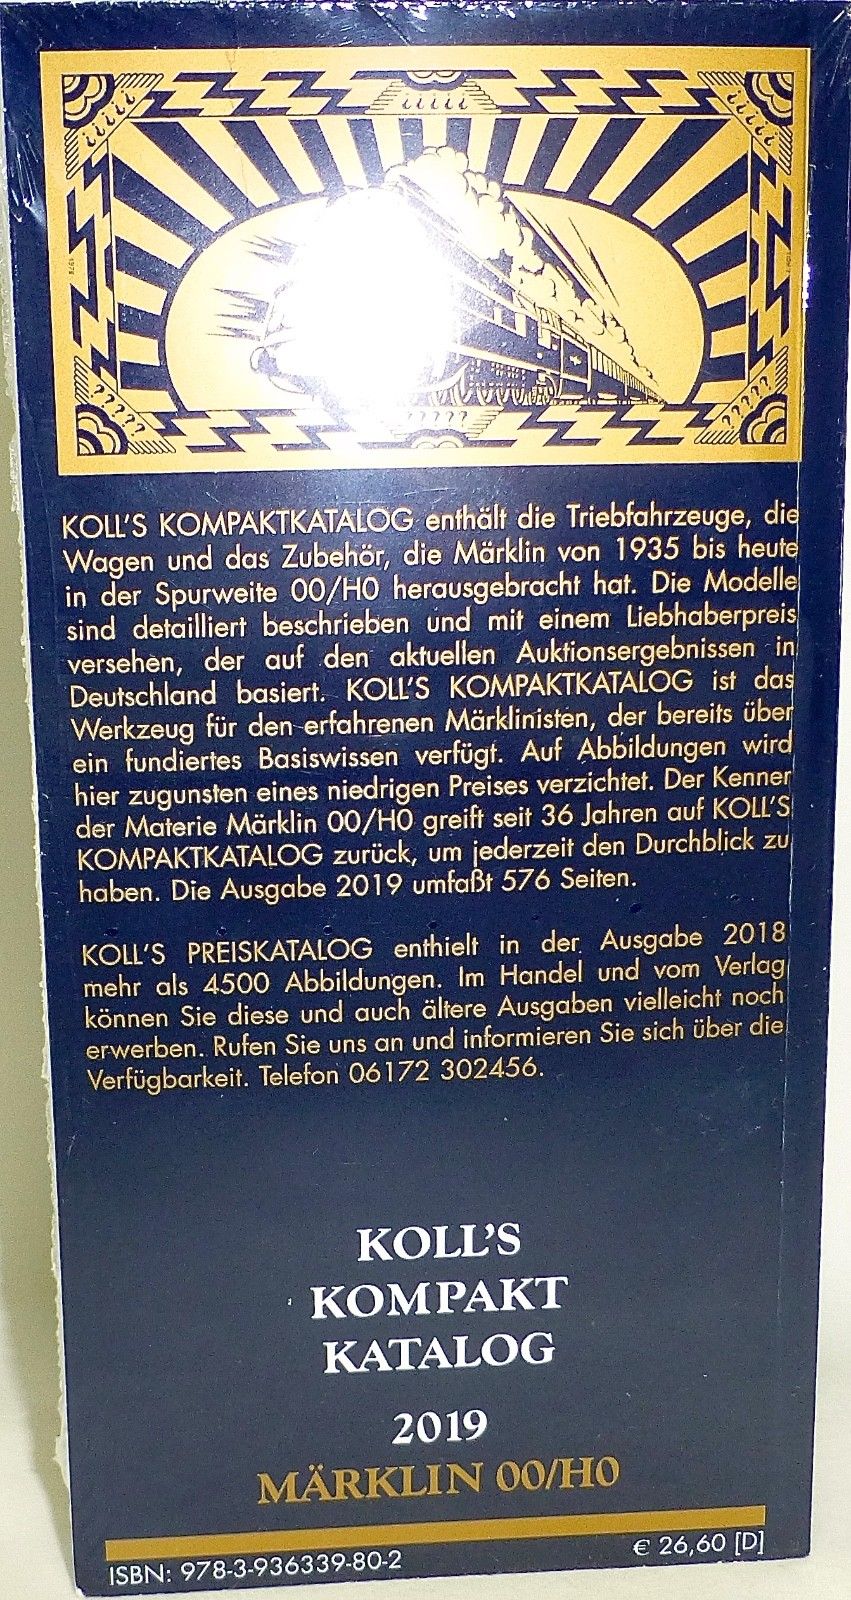 ¿¿¿¿¿
¿¿¿¿¿
¿¿¿¿¿
?????
?????
????
KOLL'S KOMPAKTKATALOG enthält die Triebfahrzeuge, die
Wagen und das Zubehör, die Märklin von 1935 bis heute
in der Spurweite 00/H0 herausgebracht hat. Die Modelle
sind detailliert beschrieben und mit einem Liebhaberpreis
versehen, der auf den aktuellen Auktionsergebnissen in
Deutschland basiert. KOLL'S KOMPAKTKATALOG ist das
Werkzeug für den erfahrenen Märklinisten, der bereits über
ein fundiertes Basiswissen verfügt. Auf Abbildungen wird
hier zugunsten eines niedrigen Preises verzichtet. Der Kenner
der Materie Märklin 00/H0 greift seit 36 Jahren auf KOLL'S
KOMPAKTKATALOG zurück, um jederzeit den Durchblick zu
haben. Die Ausgabe 2019 umfaßt 576 Seiten.
KOLL'S PREISKATALOG enthielt in der Ausgabe 2018
mehr als 4500 Abbildungen. Im Handel und vom Verlag
können Sie diese und auch ältere Ausgaben vielleicht noch
erwerben. Rufen Sie uns an und informieren Sie sich über die
Verfügbarkeit. Telefon 06172 302456.
KOLL'S
KOMPAKT
KATALOG
2019
MÄRKLIN 00/H0
ISBN: 978-3-936339-80-2
€ 26,60 [D]